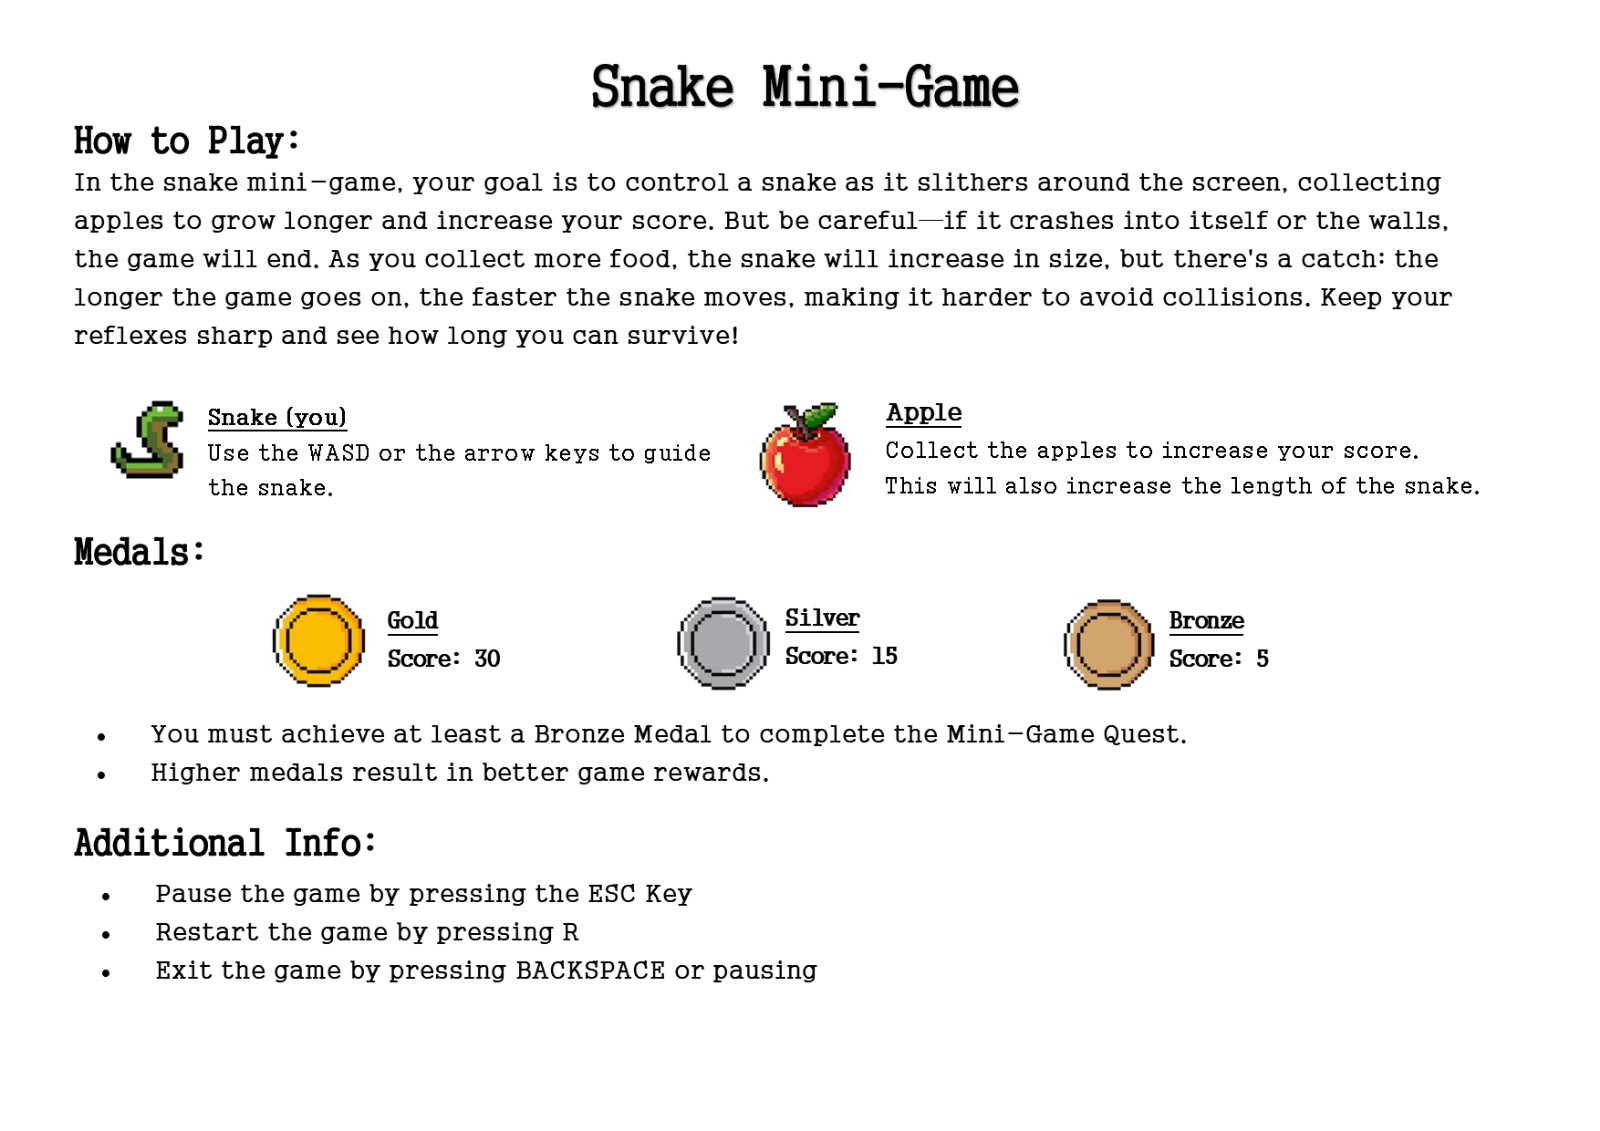 Snake Mini-Game
How to Play:
In the snake mini-game, your goal is to control a snake as it slithers around the screen, collecting
apples to grow longer and increase your score. But be careful—if it crashes into itself or the walls,
the game will end. As you collect more food, the snake will increase in size, but there's a catch: the
longer the game goes on, the faster the snake moves, making it harder to avoid collisions. Keep your
reflexes sharp and see how long you can survive!
Snake (you)
Use the WASD or the arrow keys to guide
the snake.
Apple
Collect the apples to increase your score.
This will also increase the length of the snake.
Medals:
Gold
Score: 30
Silver
Score: 15
Bronze
Score: 5
• You must achieve at least a Bronze Medal to complete the Mini-Game Quest.
• Higher medals result in better game rewards.
Additional Info:
• Pause the game by pressing the ESC Key
• Restart the game by pressing R
• Exit the game by pressing BACKSPACE or pausing